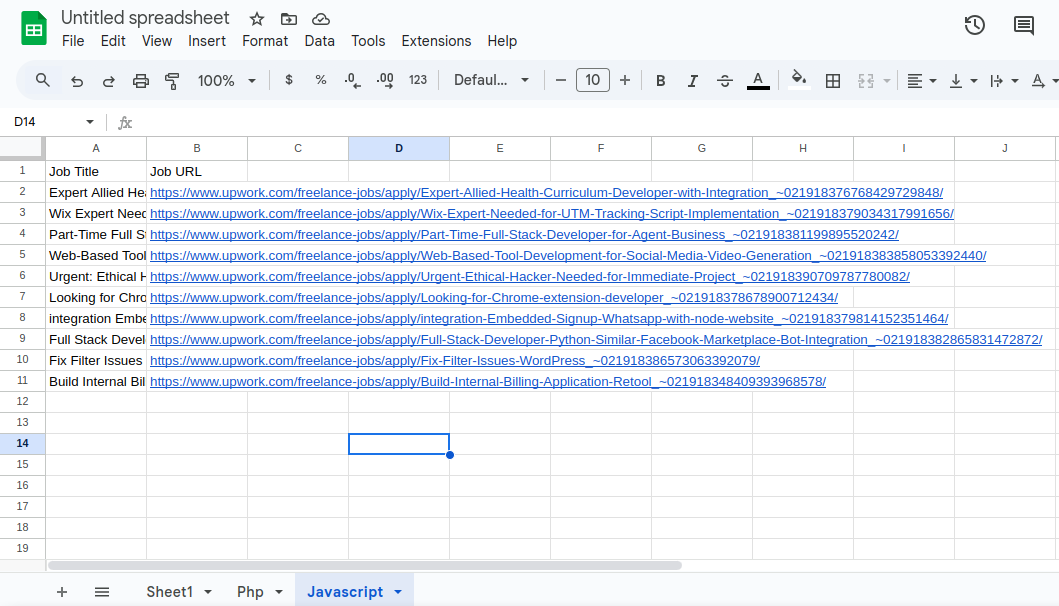 Untitled spreadsheet
File Edit View Insert Format Data Tools Extensions Help
100% $ % .0 .00 123 Defaul... 10 B I A A
D14 fx
A B C D E F G H I J
1 Job Title Job URL
2 Expert Allied Hea https://www.upwork.com/freelance-jobs/apply/Expert-Allied-Health-Curriculum-Developer-with-Integration_~021918376768429729848/
3 Wix Expert Need https://www.upwork.com/freelance-jobs/apply/Wix-Expert-Needed-for-UTM-Tracking-Script-Implementation_~021918379034317991656/
4 Part-Time Full St https://www.upwork.com/freelance-jobs/apply/Part-Time-Full-Stack-Developer-for-Agent-Business_~021918381199895520242/
5 Web-Based Tool https://www.upwork.com/freelance-jobs/apply/Web-Based-Tool-Development-for-Social-Media-Video-Generation_~021918383858053392440/
6 Urgent: Ethical H https://www.upwork.com/freelance-jobs/apply/Urgent-Ethical-Hacker-Needed-for-Immediate-Project_~021918390709787780082/
7 Looking for Chro https://www.upwork.com/freelance-jobs/apply/Looking-for-Chrome-extension-developer_~021918378678900712434/
8 integration Embe https://www.upwork.com/freelance-jobs/apply/integration-Embedded-Signup-Whatsapp-with-node-website_~021918379814152351464/
9 Full Stack Devel https://www.upwork.com/freelance-jobs/apply/Full-Stack-Developer-Python-Similar-Facebook-Marketplace-Bot-Integration_~021918382865831472872/
10 Fix Filter Issues https://www.upwork.com/freelance-jobs/apply/Fix-Filter-Issues-WordPress_~021918386573063392079/
11 Build Internal Bil https://www.upwork.com/freelance-jobs/apply/Build-Internal-Billing-Application-Retool_~021918348409393968578/
12
13
14
15
16
17
18
19
Sheet1 Php Javascript